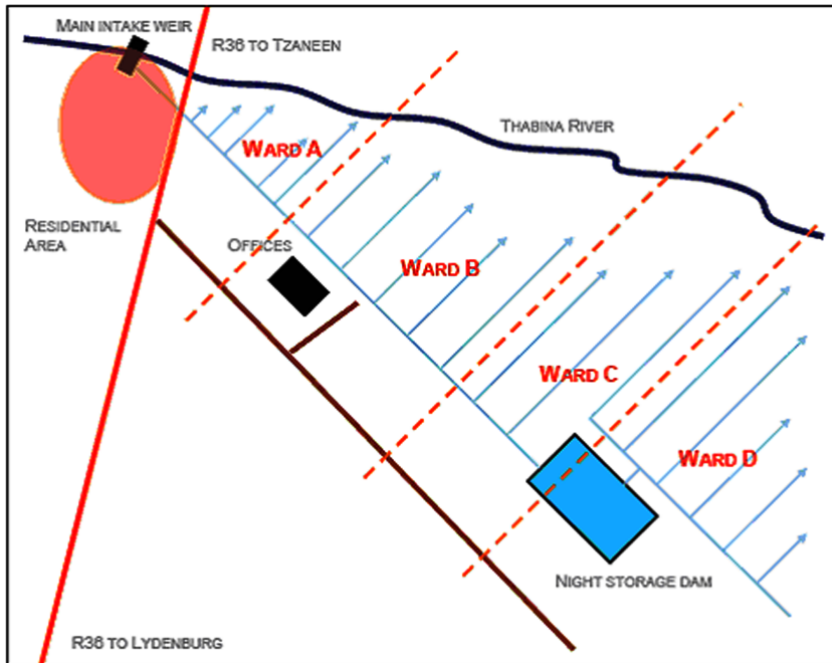 MAIN INTAKE WEIR
R36 TO TZANEEN
THABINA RIVER
WARD A
RESIDENTIAL
AREA
OFFICES
WARD B
WARD C
WARD D
NIGHT STORAGE DAM
R36 TO LYDENBURG